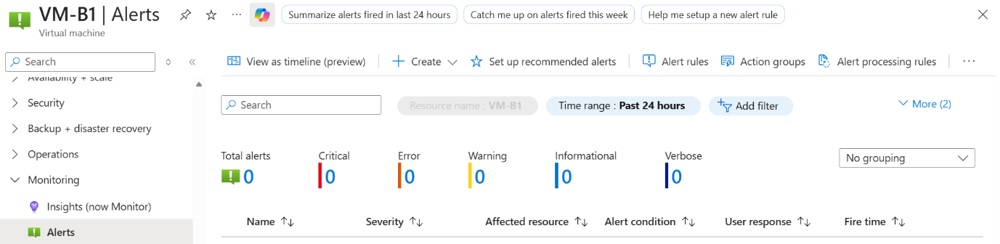 VM-B1 | Alerts
Virtual machine
Summarize alerts fired in last 24 hours
Catch me up on alerts fired this week
Help me setup a new alert rule
Search
Availability + scale
Security
Backup + disaster recovery
Operations
Monitoring
Insights (now Monitor)
Alerts
View as timeline (preview)
Create
Set up recommended alerts
Alert rules
Action groups
Alert processing rules
Search
Resource name : VM-B1
Time range : Past 24 hours
Add filter
More (2)
Total alerts
0
Critical
0
Error
0
Warning
0
Informational
0
Verbose
0
No grouping
Name
Severity
Affected resource
Alert condition
User response
Fire time